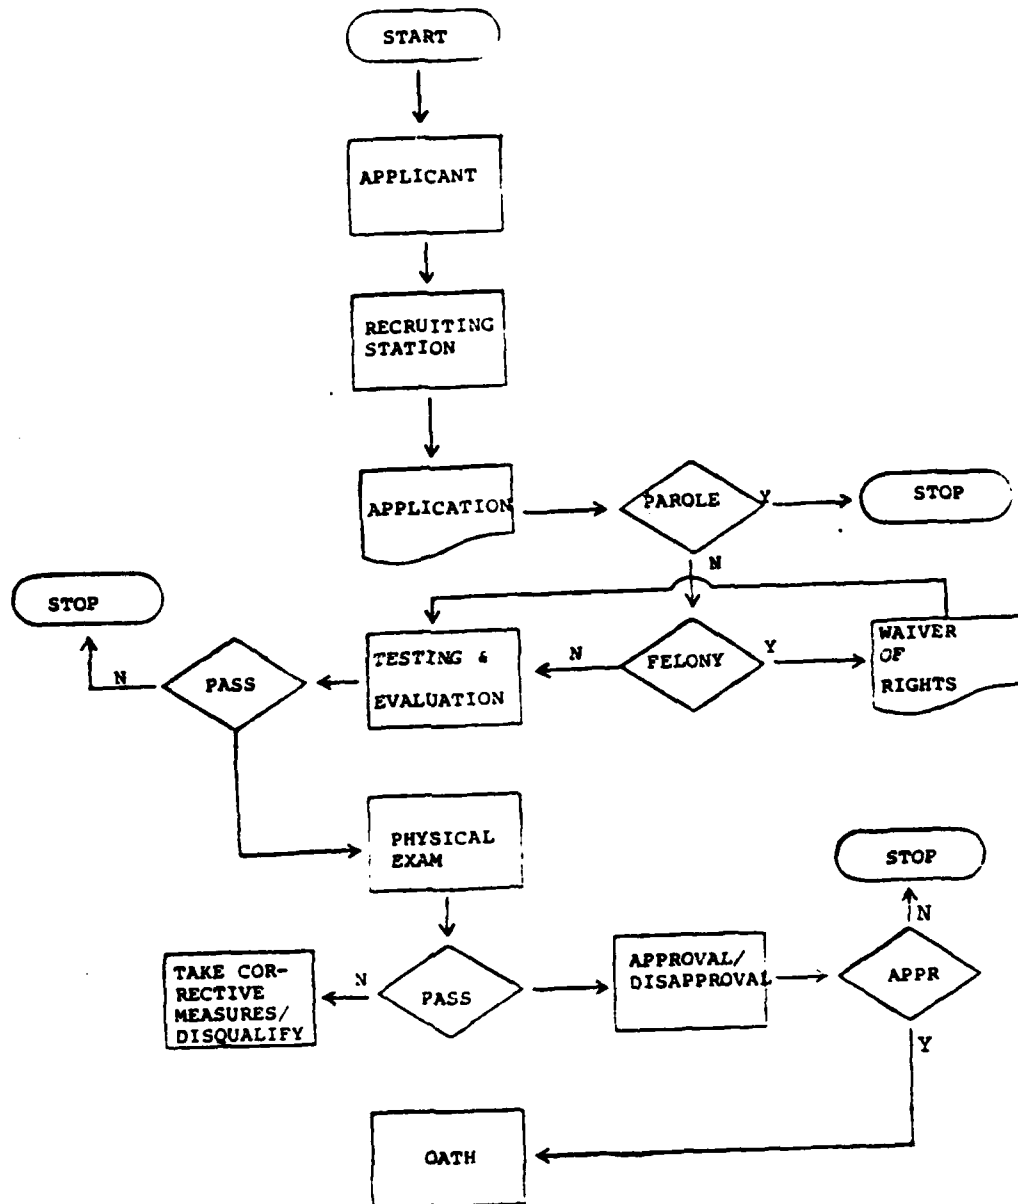 START
APPLICANT
RECRUITING
STATION
APPLICATION
PAROLE
Y
STOP
N
STOP
N
PASS
TESTING &
EVALUATION
N
FELONY
Y
WAIVER
OF
RIGHTS
PHYSICAL
EXAM
STOP
N
TAKE COR-
RECTIVE
MEASURES/
DISQUALIFY
N
PASS
APPROVAL/
DISAPPROVAL
APPR
Y
OATH